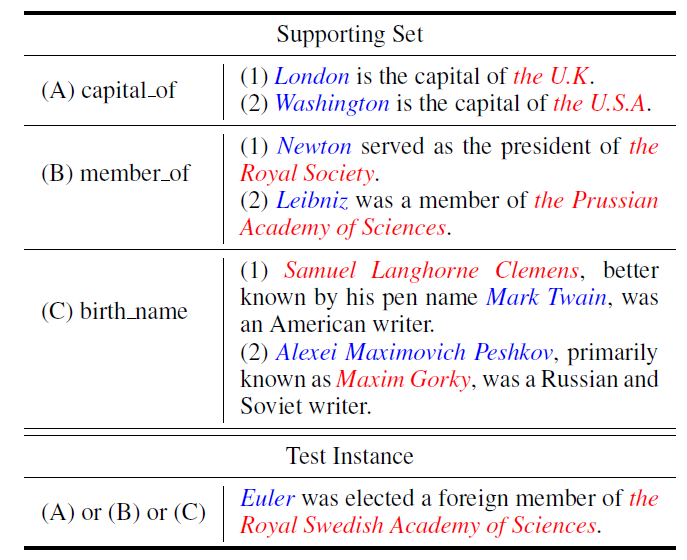 Supporting Set
(A) capital_of
(1) London is the capital of the U.K.
(2) Washington is the capital of the U.S.A.
(B) member_of
(1) Newton served as the president of the
Royal Society.
(2) Leibniz was a member of the Prussian
Academy of Sciences.
(C) birth_name
(1) Samuel Langhorne Clemens, better
known by his pen name Mark Twain, was
an American writer.
(2) Alexei Maximovich Peshkov, primarily
known as Maxim Gorky, was a Russian and
Soviet writer.
Test Instance
(A) or (B) or (C)
Euler was elected a foreign member of the
Royal Swedish Academy of Sciences.